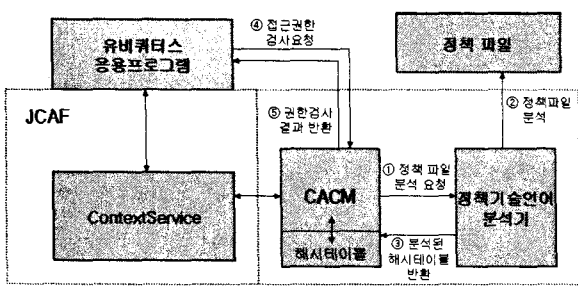 유비쿼터스
응용프로그램
④ 접근권한
검사요청
정책 파일
JCAF
⑤ 권한검사
결과 반환
② 정책파일
분석
ContextService
CACM
해시테이블
① 정책 파일
분석 요청
정책기술언어
분석기
③ 분석된
해시테이블
반환